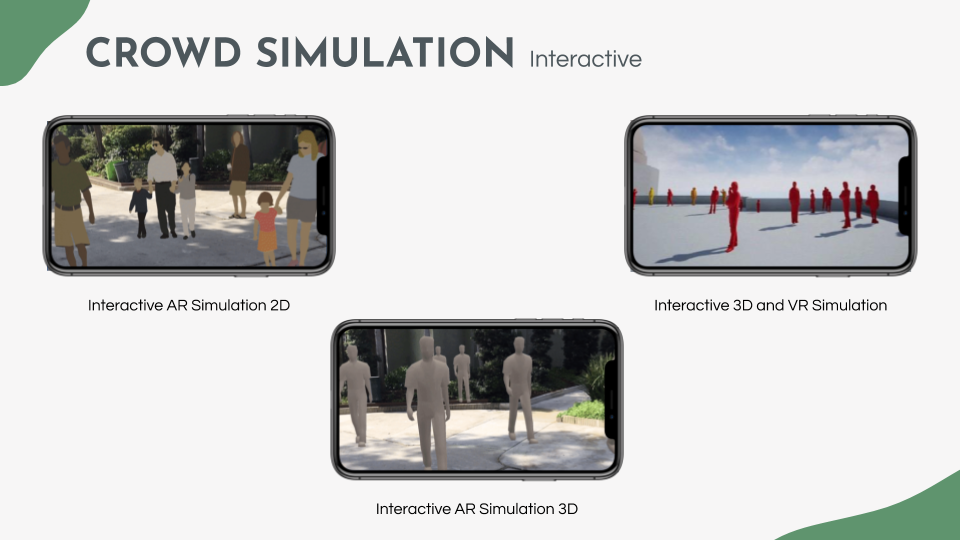 CROWD SIMULATION Interactive
Interactive AR Simulation 2D
Interactive 3D and VR Simulation
Interactive AR Simulation 3D